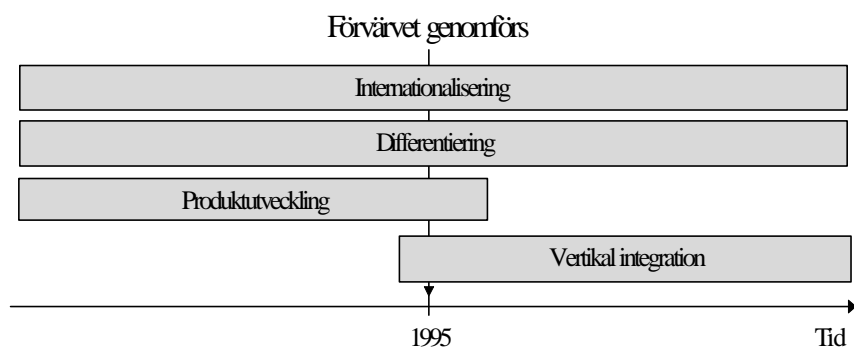 Förvärvet genomförs
Internationalisering
Differentiering
Produktutveckling
Vertikal integration
1995
Tid